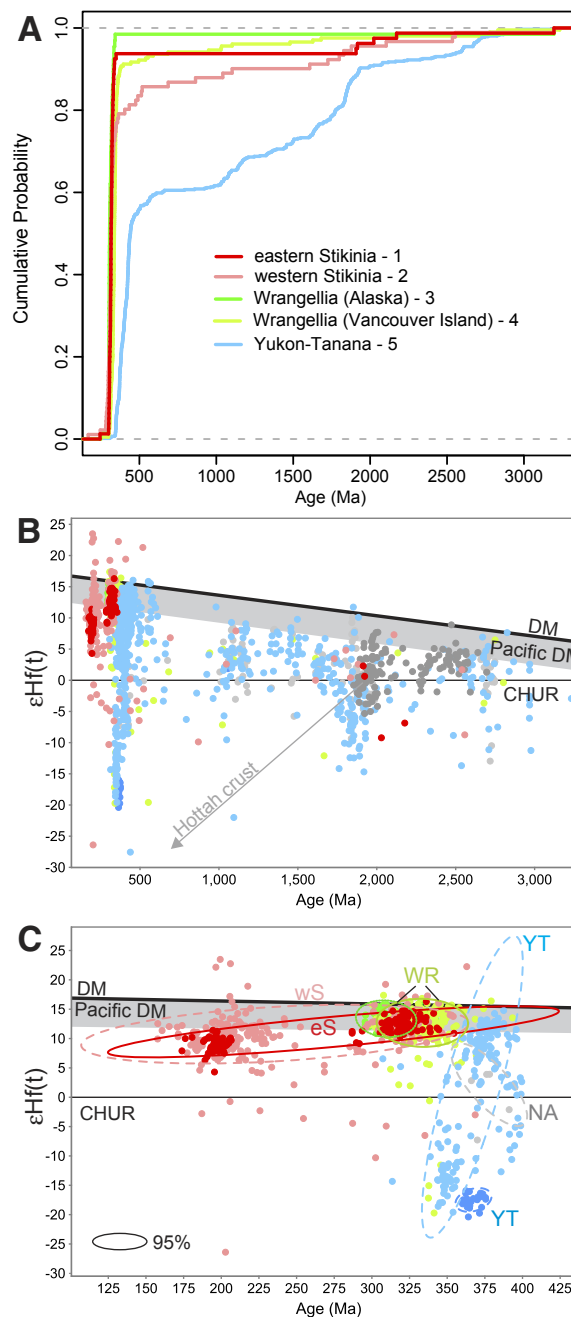 A
Cumulative Probability
1.0
0.8
0.6
0.4
0.2
0.0
eastern Stikinia - 1
western Stikinia - 2
Wrangellia (Alaska) - 3
Wrangellia (Vancouver Island) - 4
Yukon-Tanana - 5
500 1000 1500 2000 2500 3000
Age (Ma)
B
εHf(t)
25
20
15
10
5
0
-5
-10
-15
-20
-25
-30
DM
Pacific DM
CHUR
Hottah crust
500 1,000 1,500 2,000 2,500 3,000
Age (Ma)
C
εHf(t)
25
20
15
10
5
0
-5
-10
-15
-20
-25
-30
YT
WR
DM
wS
Pacific DM
eS
CHUR
NA
YT
95%
125 150 175 200 225 250 275 300 325 350 375 400 425
Age (Ma)